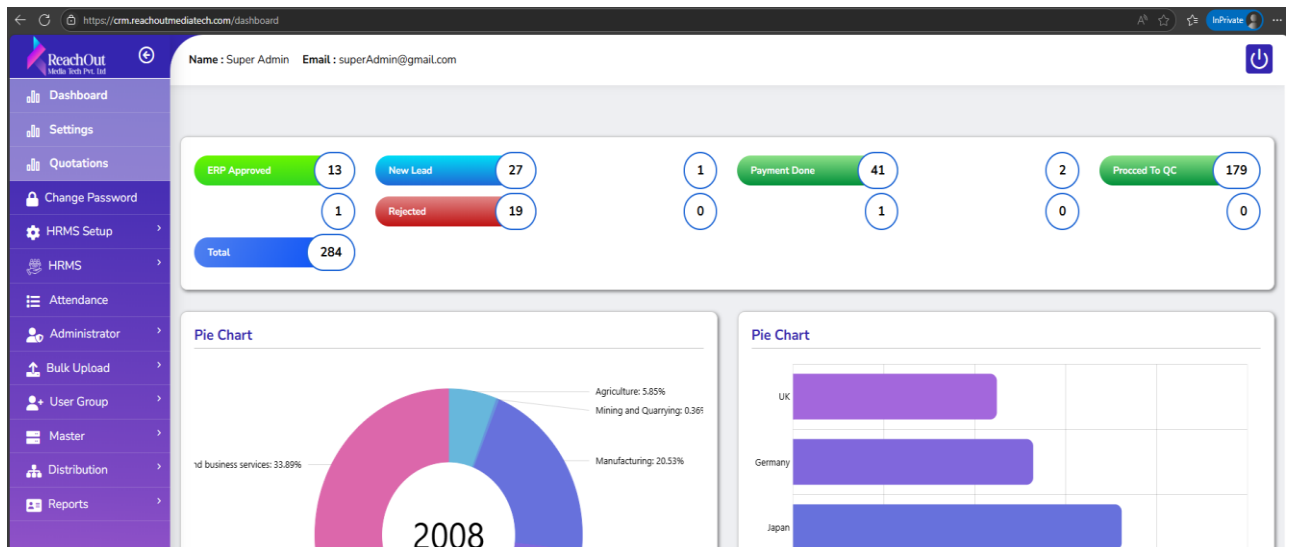 https://crm.reachoutmediatech.com/dashboard
InPrivate
ReachOut
Media Tech Pvt. Ltd
Name : Super Admin Email : superAdmin@gmail.com
Dashboard
Settings
Quotations
Change Password
HRMS Setup
HRMS
Attendance
Administrator
Bulk Upload
User Group
Master
Distribution
Reports
ERP Approved 13 New Lead 27 1 Payment Done 41 2 Procced To QC 179
1 Rejected 19 0 1 0 0
Total 284
Pie Chart
Agriculture: 5.85%
Mining and Quarrying: 0.36%
Manufacturing: 20.53%
nd business services: 33.89%
2008
Pie Chart
UK
Germany
Japan